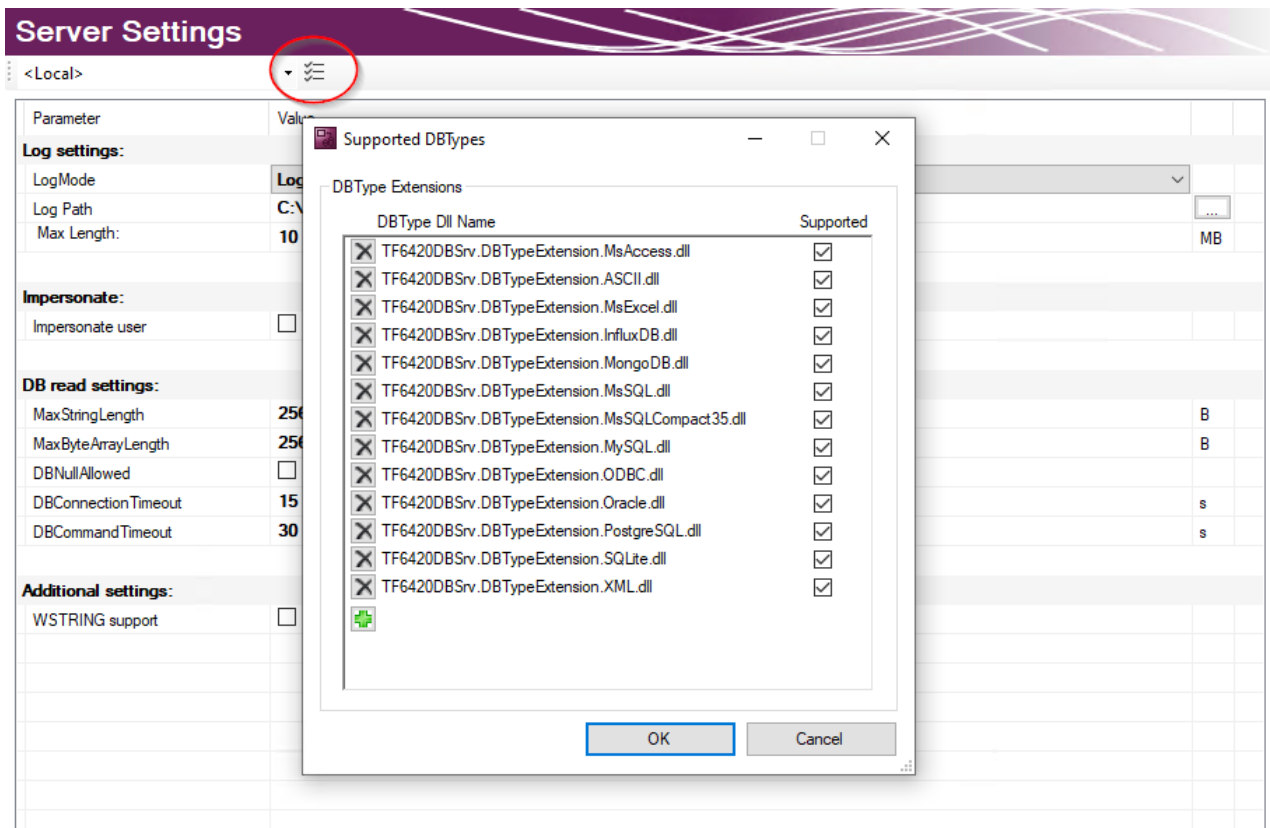 Server Settings
<Local>
Parameter
Supported DBTypes
Log settings:
LogMode
DBType Extensions
Log Path ...
DBType Dll Name Supported
Max Length: 10 MB
TF6420DBSrv.DBTypeExtension.MsAccess.dll
TF6420DBSrv.DBTypeExtension.ASCII.dll
Impersonate:
TF6420DBSrv.DBTypeExtension.MsExcel.dll
Impersonate user
TF6420DBSrv.DBTypeExtension.InfluxDB.dll
TF6420DBSrv.DBTypeExtension.MongoDB.dll
DB read settings:
TF6420DBSrv.DBTypeExtension.MsSQL.dll
MaxStringLength 256 B
TF6420DBSrv.DBTypeExtension.MsSQLCompact35.dll
MaxByteArrayLength 256 B
TF6420DBSrv.DBTypeExtension.MySQL.dll
DBNullAllowed
TF6420DBSrv.DBTypeExtension.ODBC.dll
DBConnectionTimeout 15 s
TF6420DBSrv.DBTypeExtension.Oracle.dll
DBCommandTimeout 30 s
TF6420DBSrv.DBTypeExtension.PostgreSQL.dll
TF6420DBSrv.DBTypeExtension.SQLite.dll
Additional settings:
TF6420DBSrv.DBTypeExtension.XML.dll
WSTRING support
OK Cancel